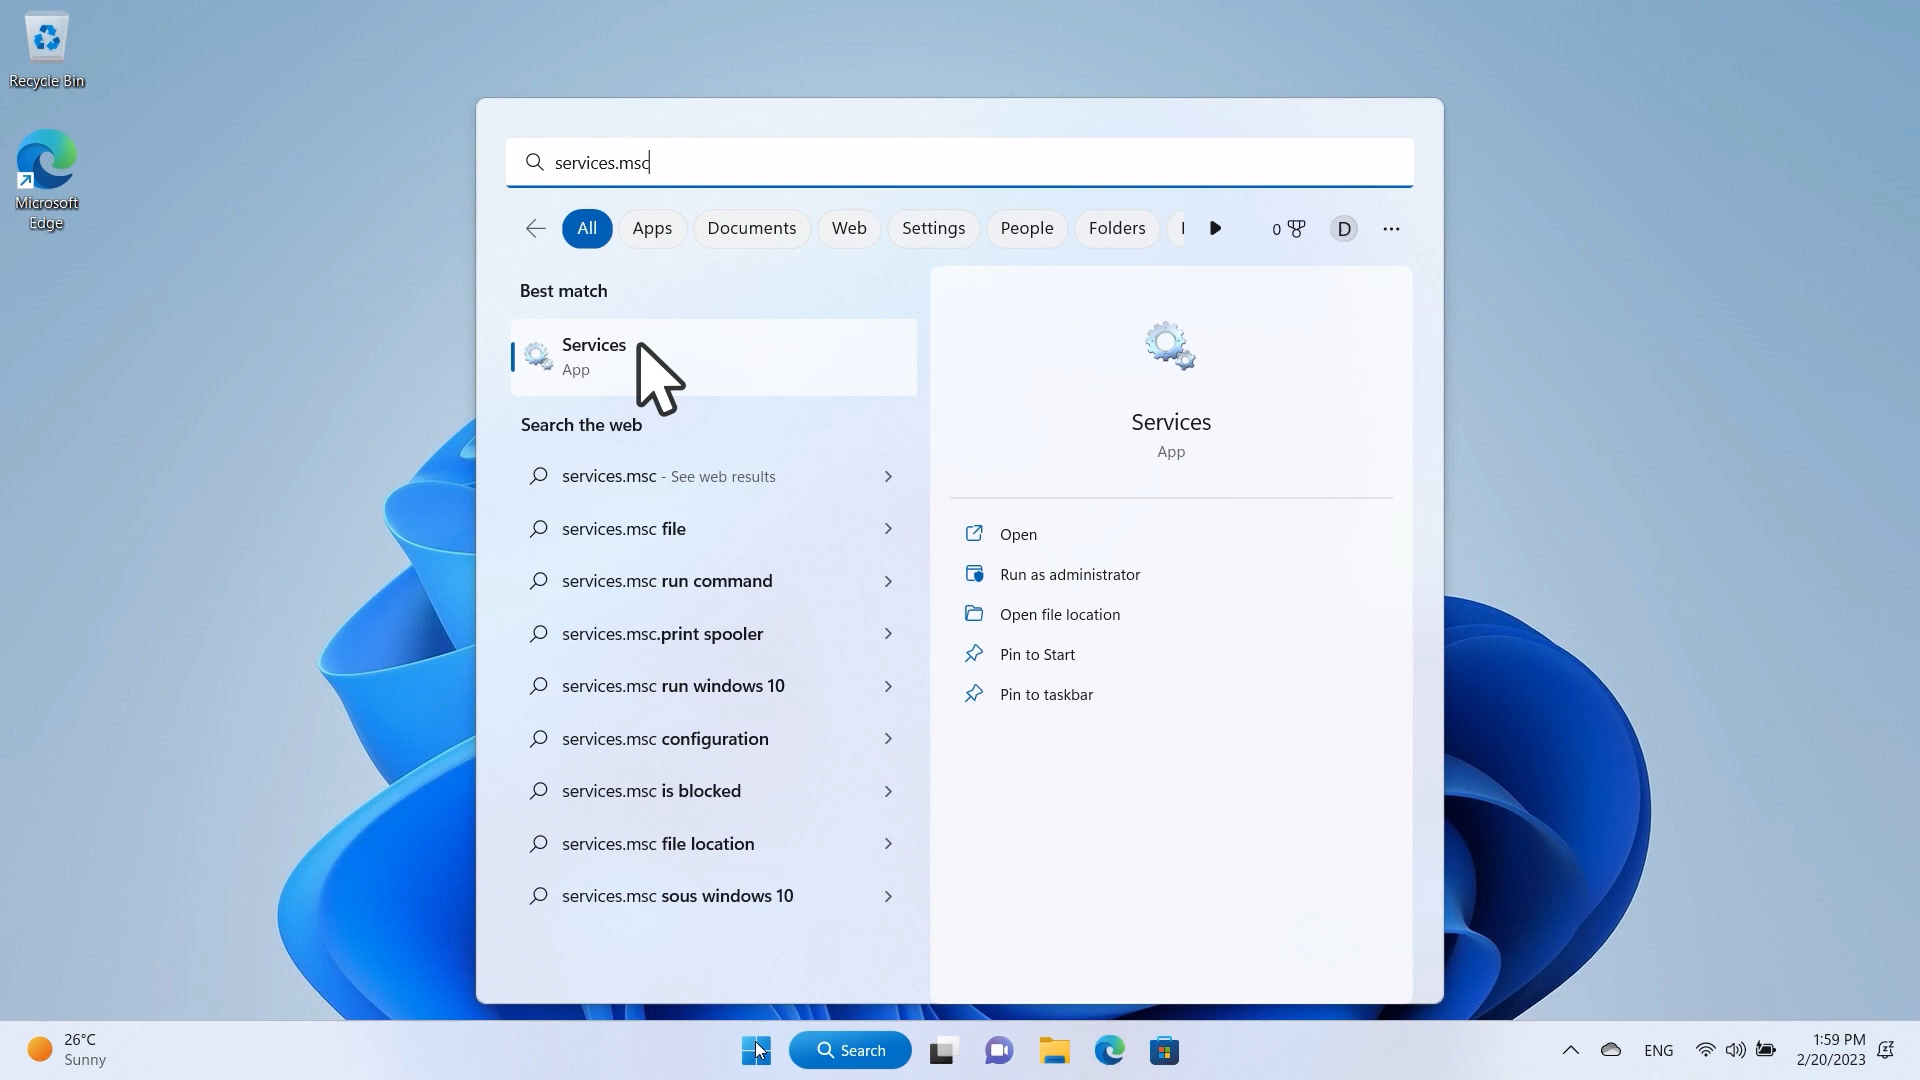 Recycle Bin
Microsoft
Edge
services.msc
All
Apps
Documents
Web
Settings
People
Folders
0
D
Best match
Services
App
Search the web
services.msc - See web results
services.msc file
services.msc run command
services.msc.print spooler
services.msc run windows 10
services.msc configuration
services.msc is blocked
services.msc file location
services.msc sous windows 10
Services
App
Open
Run as administrator
Open file location
Pin to Start
Pin to taskbar
26°C
Sunny
Search
ENG
1:59 PM
2/20/2023